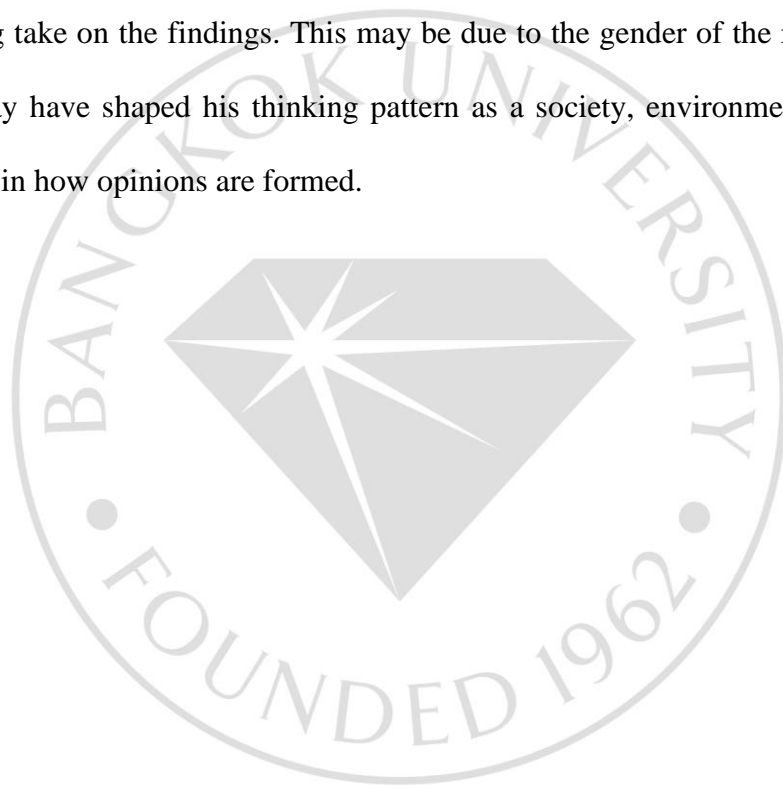 take on the findings. This may be due to the gender of the
have shaped his thinking pattern as a society,
in how opinions are formed.
BANGKOK UNIVERSITY
• FOUNDED 1962 •